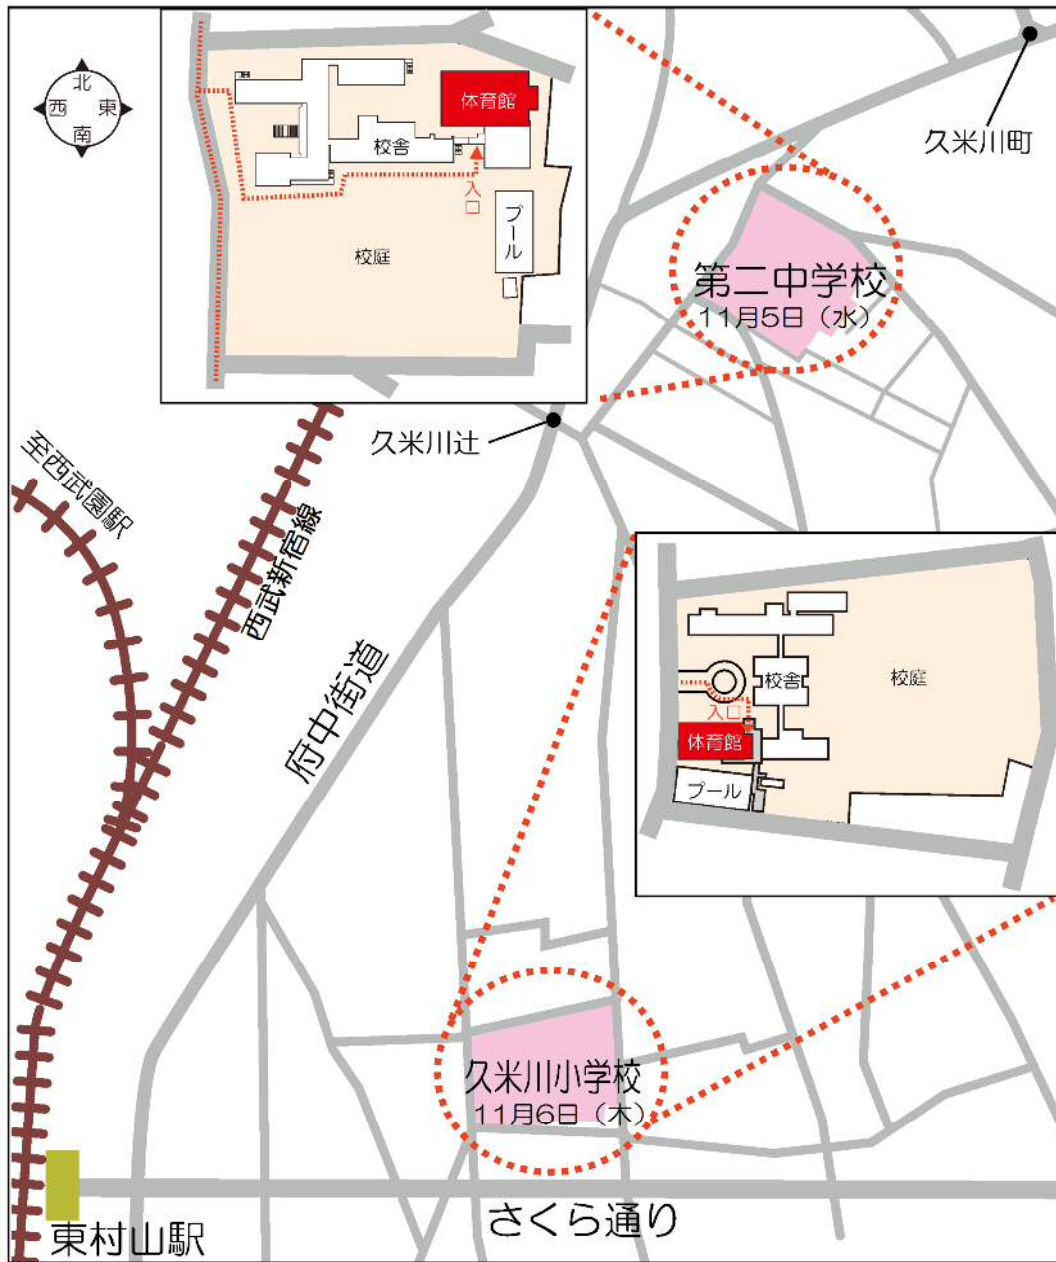 北
西 東
南
体育館
校舎
入口
プール
校庭
久米川町
第二中学校
11月5日（水）
久米川辻
至西武園駅
西武新宿線
府中街道
校舎
校庭
入口
体育館
プール
久米川小学校
11月6日（木）
さくら通り
東村山駅